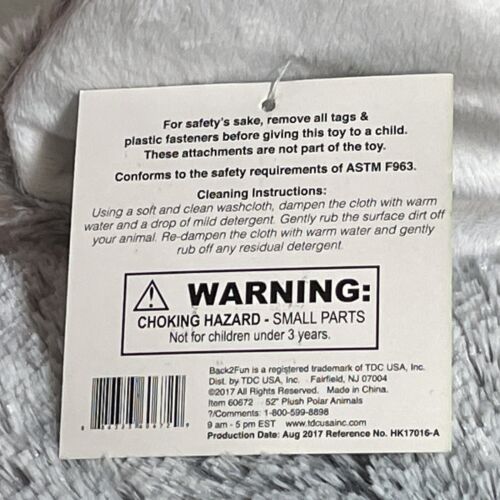 For safety's sake, remove all tags &
plastic fasteners before giving this toy to a child.
These attachments are not part of the toy.
Conforms to the safety requirements of ASTM F963.
Cleaning Instructions:
Using a soft and clean washcloth, dampen the cloth with warm
water and a drop of mild detergent. Gently rub the surface dirt off
your animal. Re-dampen the cloth with warm water and gently
rub off any residual detergent.
WARNING:
CHOKING HAZARD - SMALL PARTS
Not for children under 3 years.
Back2Fun is a registered trademark of TDC USA, Inc.
Dist. by TDC USA, Inc. Fairfield, NJ 07004
©2017 All Rights Reserved. Made in China.
Item 60672 52" Plush Polar Animals
?/Comments: 1-800-599-8898
9 am - 5 pm EST www.tdcusainc.com
Production Date: Aug 2017 Reference No. HK17016-A